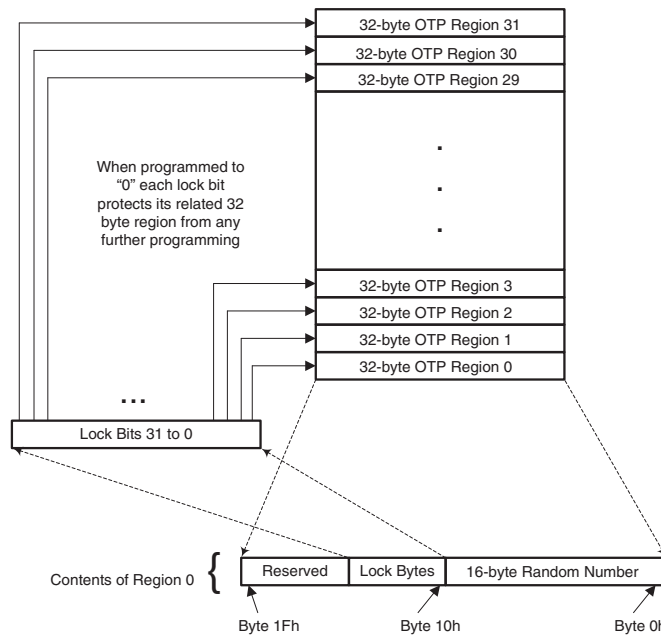 32-byte OTP Region 31
32-byte OTP Region 30
32-byte OTP Region 29
.
.
.
When programmed to
“0” each lock bit
protects its related 32
byte region from any
further programming
32-byte OTP Region 3
32-byte OTP Region 2
32-byte OTP Region 1
32-byte OTP Region 0
...
Lock Bits 31 to 0
Contents of Region 0 {
Reserved
Lock Bytes
16-byte Random Number
Byte 1Fh
Byte 10h
Byte 0h